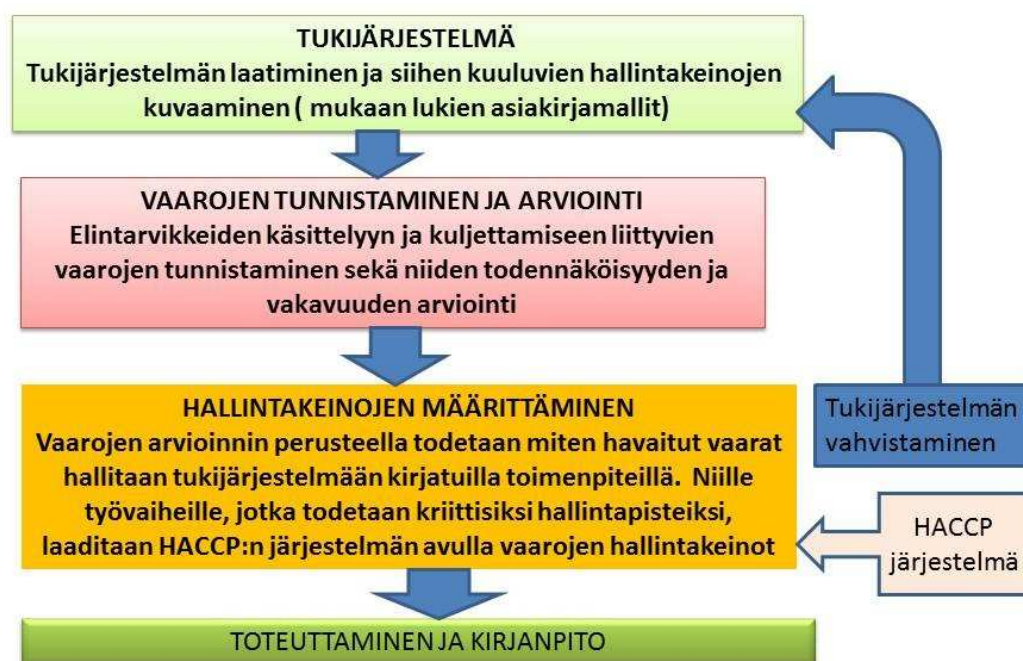 TUKIJÄRJESTELMÄ
Tukijärjestelmän laatiminen ja siihen kuuluvien hallintakeinojen
kuvaaminen ( mukaan lukien asiakirjamallit)
VAAROJEN TUNNISTAMINEN JA ARVIOINTI
Elintarvikkeiden käsittelyyn ja kuljettamiseen liittyvien
vaarojen tunnistaminen sekä niiden todennäköisyyden ja
vakavuuden arviointi
HALLINTAKEINOJEN MÄÄRITTÄMINEN
Vaarojen arvioinnin perusteella todetaan miten havaitut vaarat
hallitaan tukijärjestelmään kirjatuilla toimenpiteillä. Niille
työvaiheille, jotka todetaan kriittisiksi hallintapisteiksi,
laaditaan HACCP:n järjestelmän avulla vaarojen hallintakeinot
Tukijärjestelmän
vahvistaminen
HACCP
järjestelmä
TOTEUTTAMINEN JA KIRJANPITO